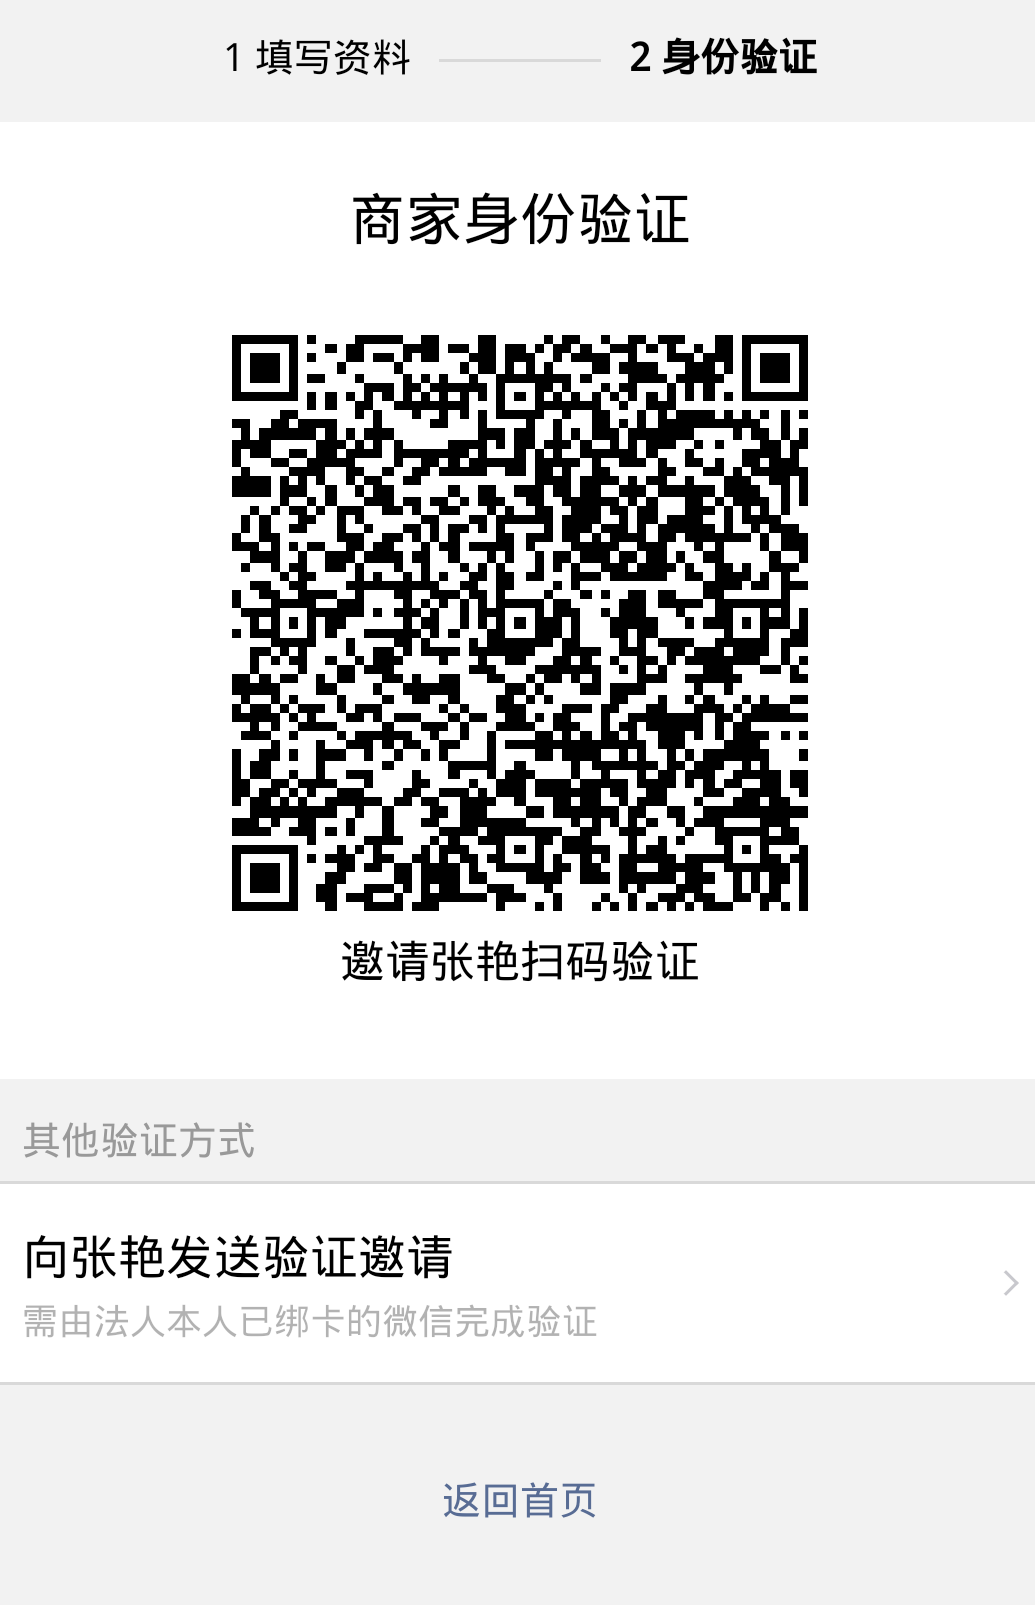 1 填写资料
2 身份验证
商家身份验证
邀请张艳扫码验证
其他验证方式
向张艳发送验证邀请
需由法人本人已绑卡的微信完成验证
返回首页